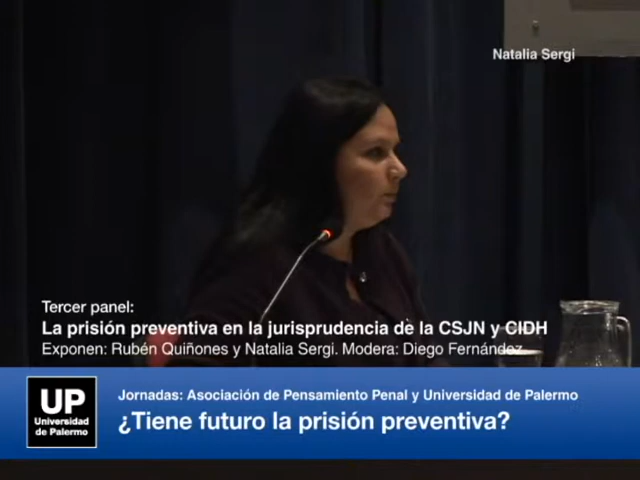 Natalia Sergi
Tercer panel:
La prisión preventiva en la jurisprudencia de la CSJN y CIDH
Exponen: Rubén Quiñones y Natalia Sergi. Modera: Diego Fernández
UP
Universidad
de Palermo
Jornadas: Asociación de Pensamiento Penal y Universidad de Palermo
¿Tiene futuro la prisión preventiva?